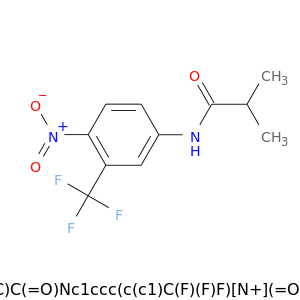 O
CH₃
O⁻
N⁺
N
H
CH₃
O
F
F
F
C)C(=O)Nc1ccc(c(c1)C(F)(F)F)[N+](=O